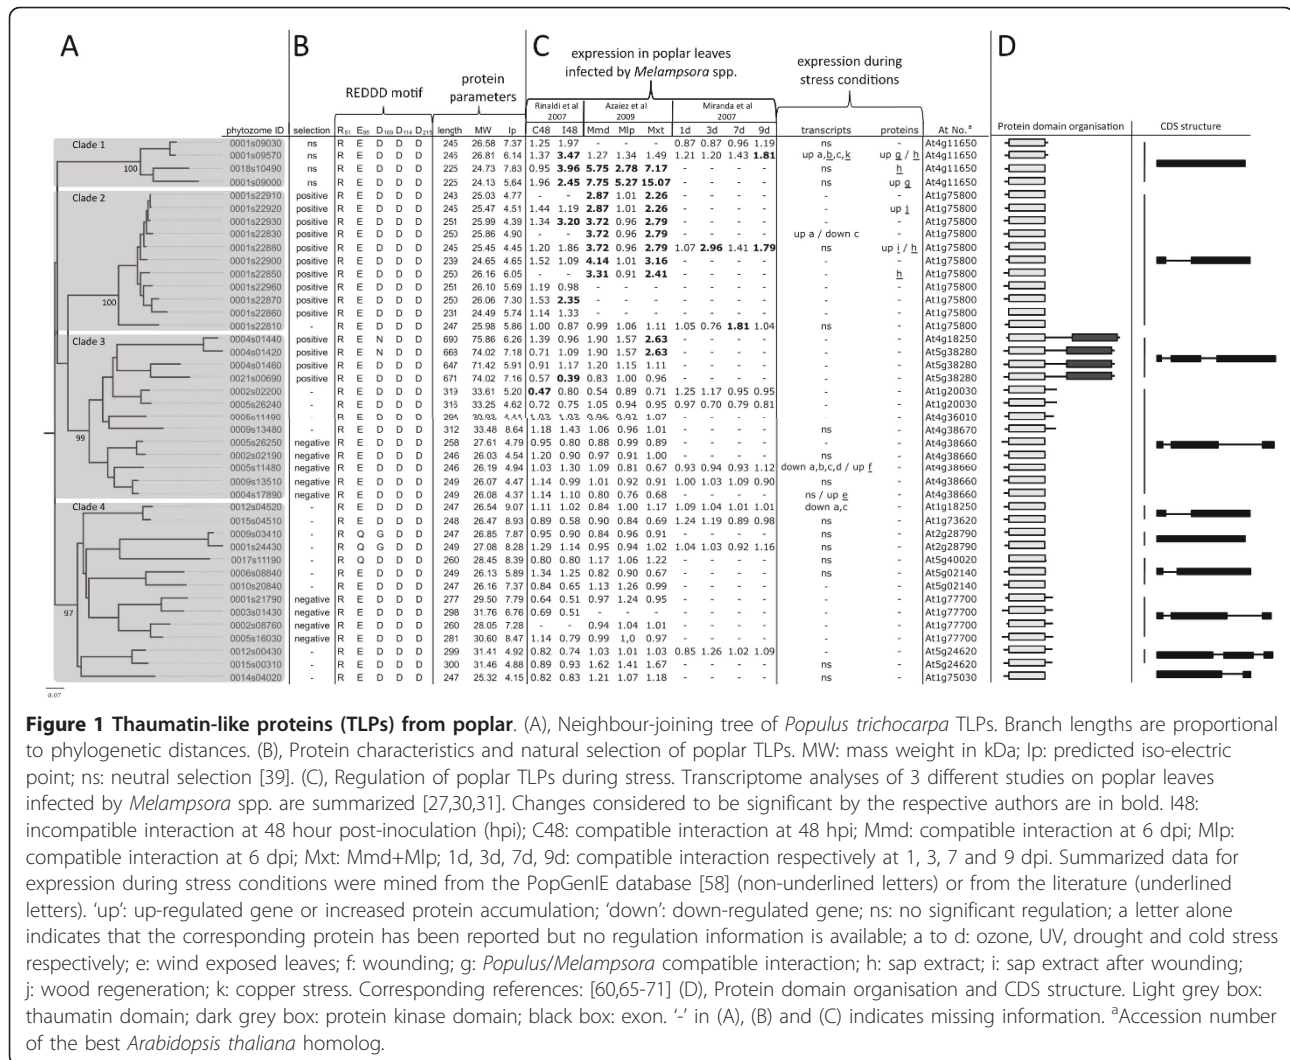 A B C D
expression in poplar leaves
infected by Melampsora spp.
expression during
stress conditions
REDDD motif
protein
parameters
Rinaldi et al 2007 Azaiez et al 2009 Miranda et al 2007
phytozome ID selection R51 E95 D109 D114 D215 length MW Ip C48 I48 Mmd Mlp Mxt 1d 3d 7d 9d transcripts proteins At No.a Protein domain organisation CDS structure
Clade 1
0001s09030 ns R E D D D 245 26.58 7.37 1.25 1.97 - - - 0.87 0.87 0.96 1.19 ns - At4g11650
0001s09570 ns R E D D D 246 26.81 6.14 1.37 3.47 1.27 1.34 1.49 1.21 1.20 1.43 1.81 up a,b,c,k up g / h At4g11650
100
0018s10490 ns R E D D D 225 24.73 7.83 0.95 3.96 5.75 2.78 7.17 - - - - ns h At4g11650
0001s09000 ns R E D D D 225 24.13 5.64 1.96 2.45 7.75 5.27 15.07 - - - - ns up g At4g11650
Clade 2
0001s22910 positive R E D D D 243 25.03 4.77 - - 2.87 1.01 2.26 - - - - - - At1g75800
0001s22920 positive R E D D D 245 25.47 4.51 1.44 1.19 2.87 1.01 2.26 - - - - - up j At1g75800
0001s22930 positive R E D D D 251 25.99 4.39 1.34 3.20 3.72 0.96 2.79 - - - - - - At1g75800
0001s22830 positive R E D D D 250 25.86 4.90 - - 3.72 0.96 2.79 - - - - up a / down c - At1g75800
0001s22880 positive R E D D D 245 25.45 4.45 1.20 1.86 3.72 0.96 2.79 1.07 2.96 1.41 1.79 ns up i / h At1g75800
0001s22900 positive R E D D D 239 24.65 4.65 1.52 1.09 4.14 1.01 3.16 - - - - - - At1g75800
0001s22850 positive R E D D D 250 26.16 6.05 - - 3.31 0.91 2.41 - - - - - h At1g75800
0001s22960 positive R E D D D 251 26.10 5.69 1.19 0.98 - - - - - - - - - At1g75800
100
0001s22870 positive R E D D D 250 26.06 7.30 1.53 2.35 - - - - - - - - - At1g75800
0001s22860 positive R E D D D 231 24.49 5.74 1.14 1.33 - - - - - - - - - At1g75800
0001s22810 - R E D D D 247 25.98 5.86 1.00 0.87 0.99 1.06 1.11 1.05 0.76 1.81 1.04 ns - At1g75800
Clade 3
0004s01440 positive R E N D D 690 75.86 6.26 1.39 0.96 1.90 1.57 2.63 - - - - - - At4g18250
0004s01420 positive R E N D D 668 74.02 7.18 0.71 1.09 1.90 1.57 2.63 - - - - - - At5g38280
0004s01460 positive R E D D D 647 71.42 5.91 0.91 1.17 1.20 1.15 1.11 - - - - - - At5g38280
0021s00690 positive R E D D D 671 74.02 7.16 0.57 0.39 0.83 1.00 0.96 - - - - - - At5g38280
0002s02200 - R E D D D 319 33.61 5.20 0.47 0.80 0.54 0.89 0.71 1.25 1.17 0.95 0.95 - - At1g20030
0005s26240 - R E D D D 315 33.25 4.62 0.72 0.75 1.05 0.94 0.95 0.97 0.70 0.79 0.81 - - At1g20030
0006s11490 - R E D D D 1.07 - - - - - - At4g36010
0009s13480 - R E D D D 312 33.48 8.64 1.18 1.43 1.06 0.96 1.01 - - - - ns - At4g38670
99
0005s26250 negative R E D D D 258 27.61 4.79 0.95 0.80 0.88 0.99 0.89 - - - - - - At4g38660
0002s02190 negative R E D D D 246 26.03 4.54 1.20 0.90 0.97 0.91 1.00 - - - - ns - At4g38660
0005s11480 negative R E D D D 246 26.19 4.94 1.03 1.30 1.09 0.81 0.67 0.93 0.94 0.93 1.12 down a,b,c,d / up f - At4g38660
0009s13510 negative R E D D D 249 26.07 4.47 1.14 0.99 1.01 0.92 0.91 1.00 1.03 1.09 0.90 ns - At4g38660
0004s17890 negative R E D D D 249 26.08 4.37 1.14 1.10 0.80 0.76 0.68 - - - - ns / up e - At4g38660
Clade 4
0012s04520 - R E D D D 247 26.54 9.07 1.11 1.02 0.84 1.00 1.17 1.09 1.04 1.01 1.01 down a,c - At1g18250
0015s04510 - R E D D D 248 26.47 8.93 0.89 0.58 0.90 0.84 0.69 1.24 1.19 0.89 0.98 ns - At1g73620
0009s03410 - R Q G D D 247 26.85 7.87 0.95 0.90 0.84 0.96 0.91 - - - - ns - At2g28790
0001s24430 - R Q G D D 249 27.08 8.28 1.29 1.14 0.95 0.94 1.02 1.04 1.03 0.92 1.16 ns - At2g28790
0017s11190 - R Q D D D 260 28.45 8.39 0.80 0.80 1.17 1.06 1.22 - - - - ns - At5g40020
0006s08840 - R E D D D 249 26.13 5.89 1.34 1.25 0.82 0.90 0.67 - - - - ns - At5g02140
0010s20840 - R E D D D 247 26.16 7.37 0.84 0.65 1.13 1.26 0.99 - - - - - - At5g02140
0001s21790 negative R E D D D 277 29.50 7.79 0.64 0.51 0.97 1.24 0.95 - - - - - - At1g77700
97
0003s01430 negative R E D D D 298 31.76 6.76 0.69 0.51 - - - - - - - - - At1g77700
0002s08760 negative R E D D D 260 28.05 7.28 - - 0.94 1.04 1.01 - - - - - - At1g77700
0005s16030 negative R E D D D 281 30.60 8.47 1.14 0.79 0.99 1,0 0.97 - - - - - - At1g77700
0012s00430 - R E D D D 299 31.41 4.92 0.82 0.74 1.03 1.01 1.03 0.85 1.26 1.02 1.09 - - At5g24620
0015s00310 - R E D D D 300 31.46 4.88 0.89 0.93 1.62 1.41 1.67 - - - - ns - At5g24620
0014s04020 - R E D D D 247 25.32 4.15 0.82 0.83 1.21 1.07 1.18 - - - - ns - At1g75030
0.07
Figure 1 Thaumatin-like proteins (TLPs) from poplar. (A), Neighbour-joining tree of Populus trichocarpa TLPs. Branch lengths are proportional
to phylogenetic distances. (B), Protein characteristics and natural selection of poplar TLPs. MW: mass weight in kDa; Ip: predicted iso-electric
point; ns: neutral selection [39]. (C), Regulation of poplar TLPs during stress. Transcriptome analyses of 3 different studies on poplar leaves
infected by Melampsora spp. are summarized [27,30,31]. Changes considered to be significant by the respective authors are in bold. I48:
incompatible interaction at 48 hour post-inoculation (hpi); C48: compatible interaction at 48 hpi; Mmd: compatible interaction at 6 dpi; Mlp:
compatible interaction at 6 dpi; Mxt: Mmd+Mlp; 1d, 3d, 7d, 9d: compatible interaction respectively at 1, 3, 7 and 9 dpi. Summarized data for
expression during stress conditions were mined from the PopGenIE database [58] (non-underlined letters) or from the literature (underlined
letters). ‘up’: up-regulated gene or increased protein accumulation; ‘down’: down-regulated gene; ns: no significant regulation; a letter alone
indicates that the corresponding protein has been reported but no regulation information is available; a to d: ozone, UV, drought and cold stress
respectively; e: wind exposed leaves; f: wounding; g: Populus/Melampsora compatible interaction; h: sap extract; i: sap extract after wounding;
j: wood regeneration; k: copper stress. Corresponding references: [60,65-71] (D), Protein domain organisation and CDS structure. Light grey box:
thaumatin domain; dark grey box: protein kinase domain; black box: exon. ‘-’ in (A), (B) and (C) indicates missing information. aAccession number
of the best Arabidopsis thaliana homolog.